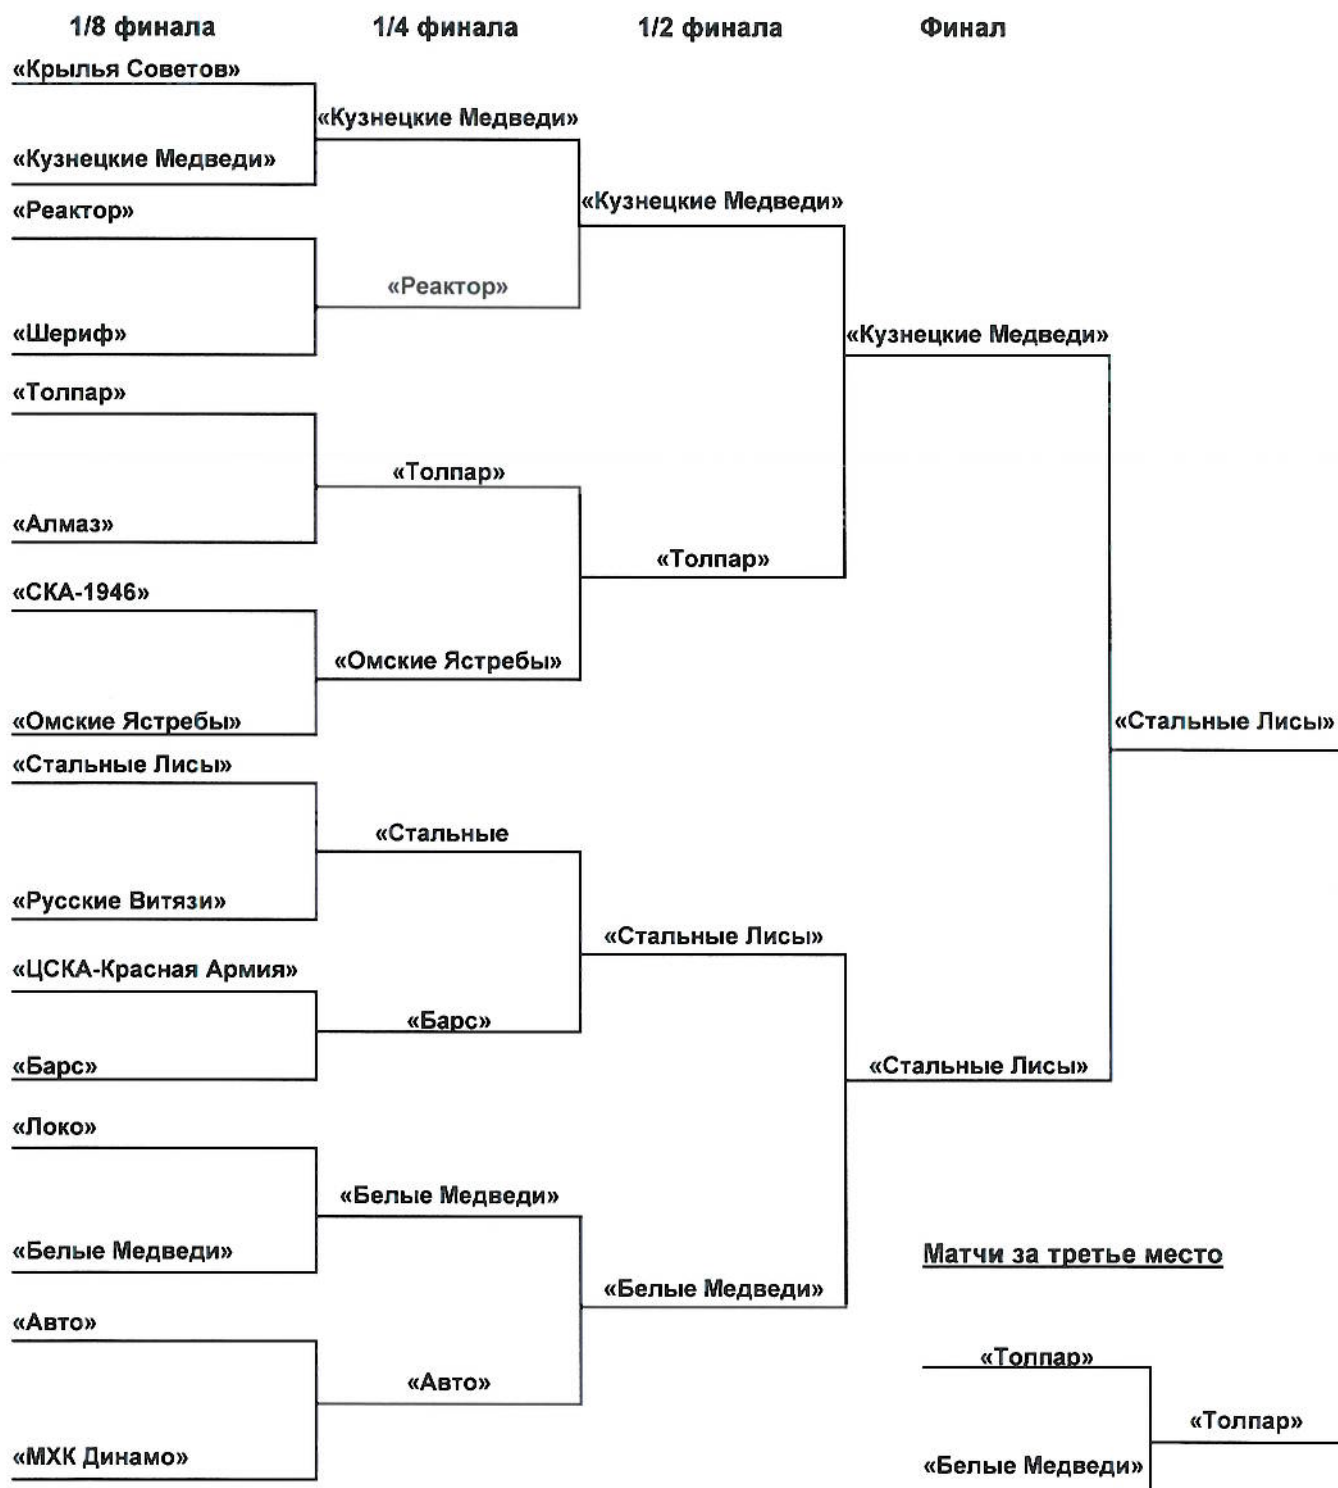 1/8 финала 1/4 финала 1/2 финала Финал
«Крылья Советов»
«Кузнецкие Медведи»
«Кузнецкие Медведи»
«Кузнецкие Медведи»
«Реактор»
«Реактор»
«Шериф»
«Кузнецкие Медведи»
«Толпар»
«Толпар»
«Алмаз»
«Толпар»
«СКА-1946»
«Омские Ястребы»
«Омские Ястребы»
«Стальные Лисы»
«Стальные Лисы»
«Стальные
«Русские Витязи»
«Стальные Лисы»
«ЦСКА-Красная Армия»
«Барс»
«Барс»
«Стальные Лисы»
«Локо»
«Белые Медведи»
«Белые Медведи»
Матчи за третье место
«Белые Медведи»
«Авто»
«Толпар»
«Авто»
«Толпар»
«МХК Динамо»
«Белые Медведи»